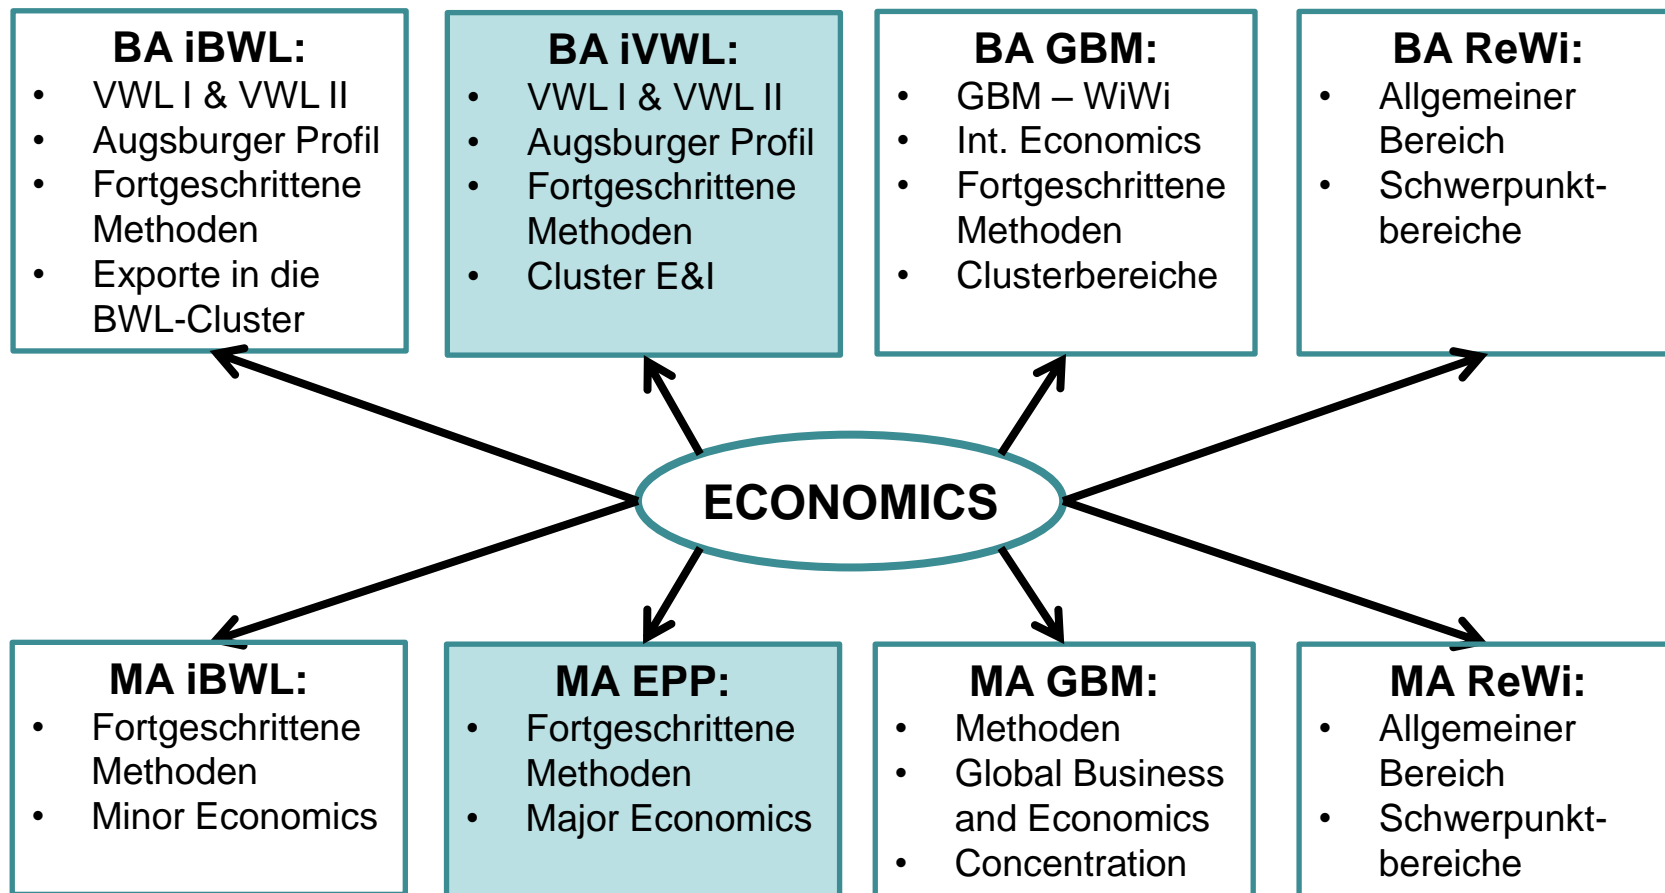 BA iBWL:
• VWL I & VWL II
• Augsburger Profil
• Fortgeschrittene
Methoden
• Exporte in die
BWL-Cluster
BA iVWL:
• VWL I & VWL II
• Augsburger Profil
• Fortgeschrittene
Methoden
• Cluster E&I
BA GBM:
• GBM – WiWi
• Int. Economics
• Fortgeschrittene
Methoden
• Clusterbereiche
BA ReWi:
• Allgemeiner
Bereich
• Schwerpunkt-
bereiche
ECONOMICS
MA iBWL:
• Fortgeschrittene
Methoden
• Minor Economics
MA EPP:
• Fortgeschrittene
Methoden
• Major Economics
MA GBM:
• Methoden
• Global Business
and Economics
• Concentration
MA ReWi:
• Allgemeiner
Bereich
• Schwerpunkt-
bereiche